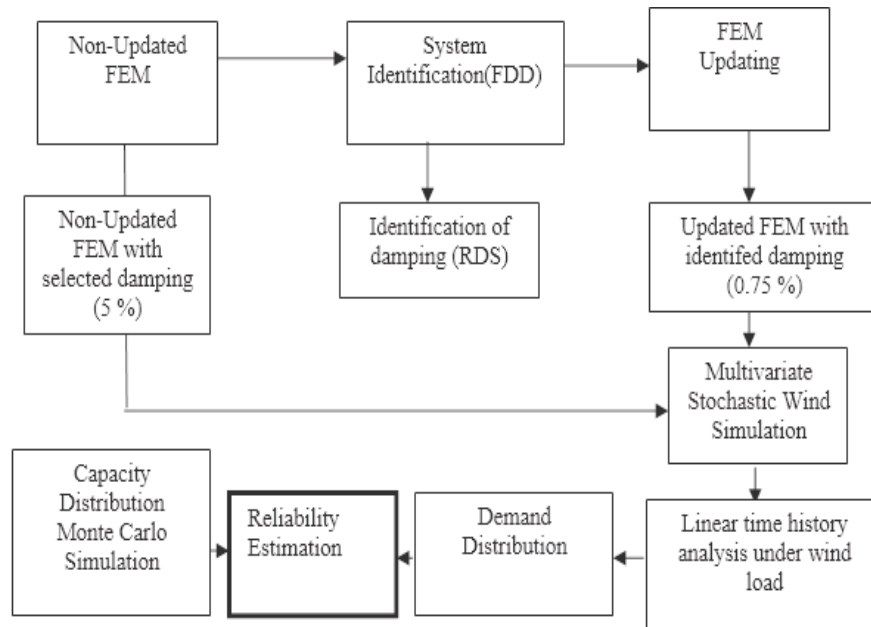 Non-Updated
FEM
System
Identification(FDD)
FEM
Updating
Non-Updated
FEM with
selected damping
(5 %)
Identification of
damping (RDS)
Updated FEM with
identifed damping
(0.75 %)
Multivariate
Stochastic Wind
Simulation
Capacity
Distribution
Monte Carlo
Simulation
Reliability
Estimation
Demand
Distribution
Linear time history
analysis under wind
load